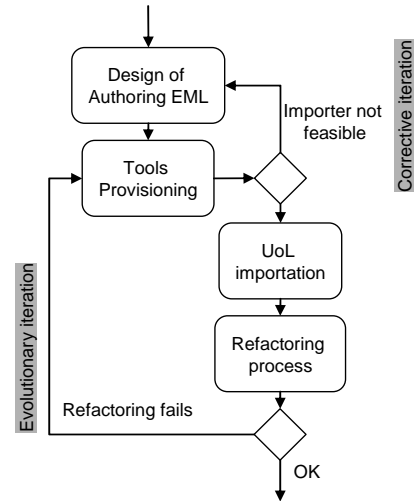 Design of
Authoring EML
Importer not
feasible
Corrective iteration
Tools
Provisioning
UoL
importation
Evolutionary iteration
Refactoring
process
Refactoring fails
OK